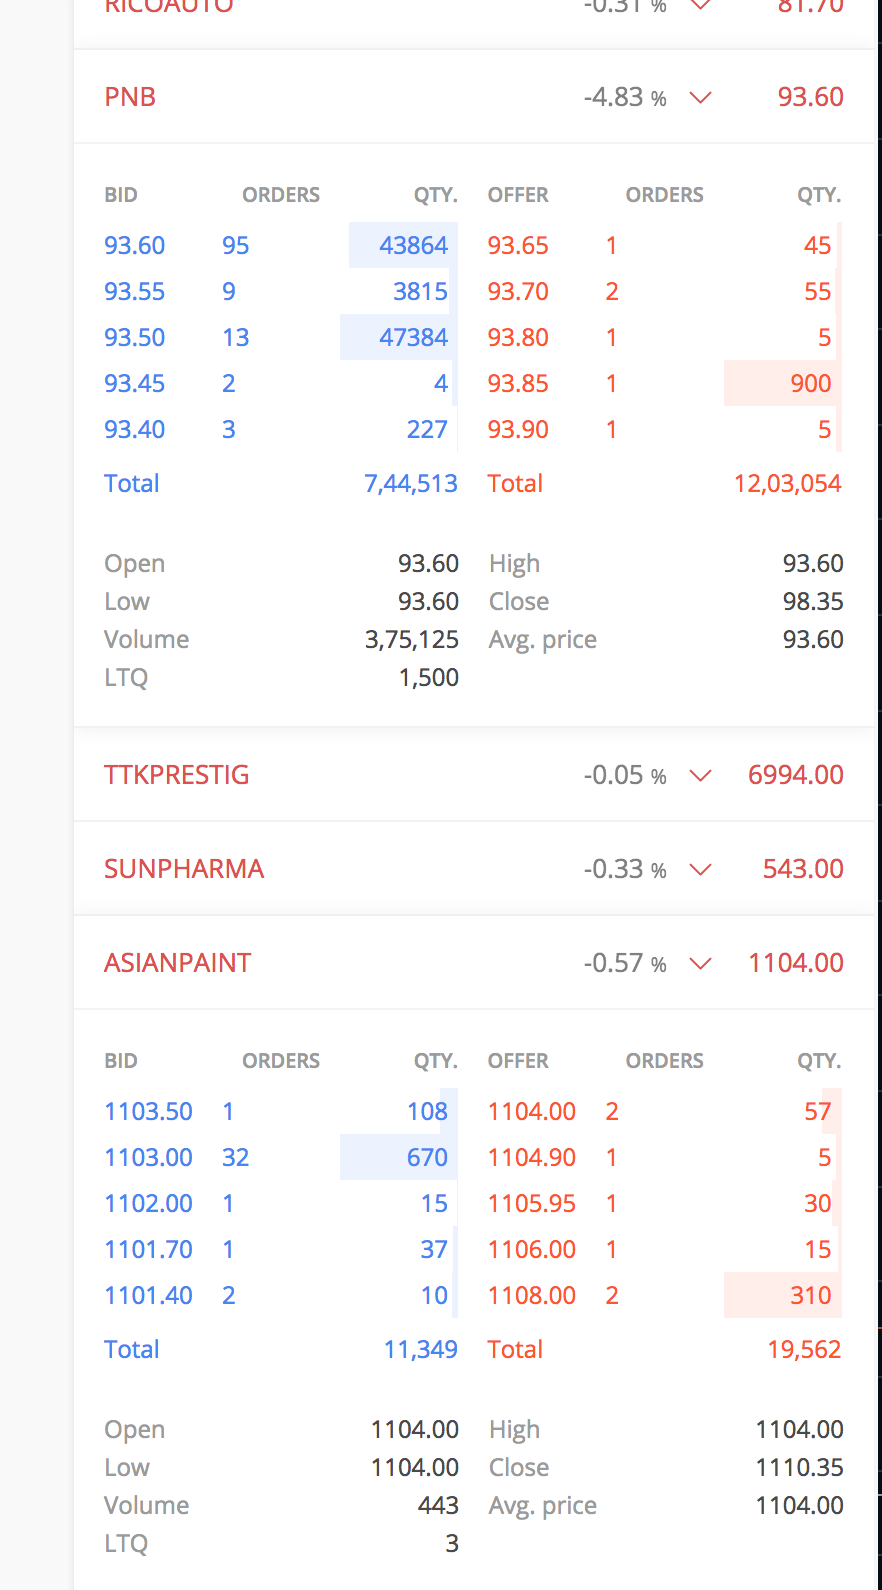 RICOAUTO -0.31 % 81.70
PNB -4.83 % 93.60
BID ORDERS QTY. OFFER ORDERS QTY.
93.60 95 43864 93.65 1 45
93.55 9 3815 93.70 2 55
93.50 13 47384 93.80 1 5
93.45 2 4 93.85 1 900
93.40 3 227 93.90 1 5
Total 7,44,513 Total 12,03,054
Open 93.60 High 93.60
Low 93.60 Close 98.35
Volume 3,75,125 Avg. price 93.60
LTQ 1,500
TTKPRESTIG -0.05 % 6994.00
SUNPHARMA -0.33 % 543.00
ASIANPAINT -0.57 % 1104.00
BID ORDERS QTY. OFFER ORDERS QTY.
1103.50 1 108 1104.00 2 57
1103.00 32 670 1104.90 1 5
1102.00 1 15 1105.95 1 30
1101.70 1 37 1106.00 1 15
1101.40 2 10 1108.00 2 310
Total 11,349 Total 19,562
Open 1104.00 High 1104.00
Low 1104.00 Close 1110.35
Volume 443 Avg. price 1104.00
LTQ 3